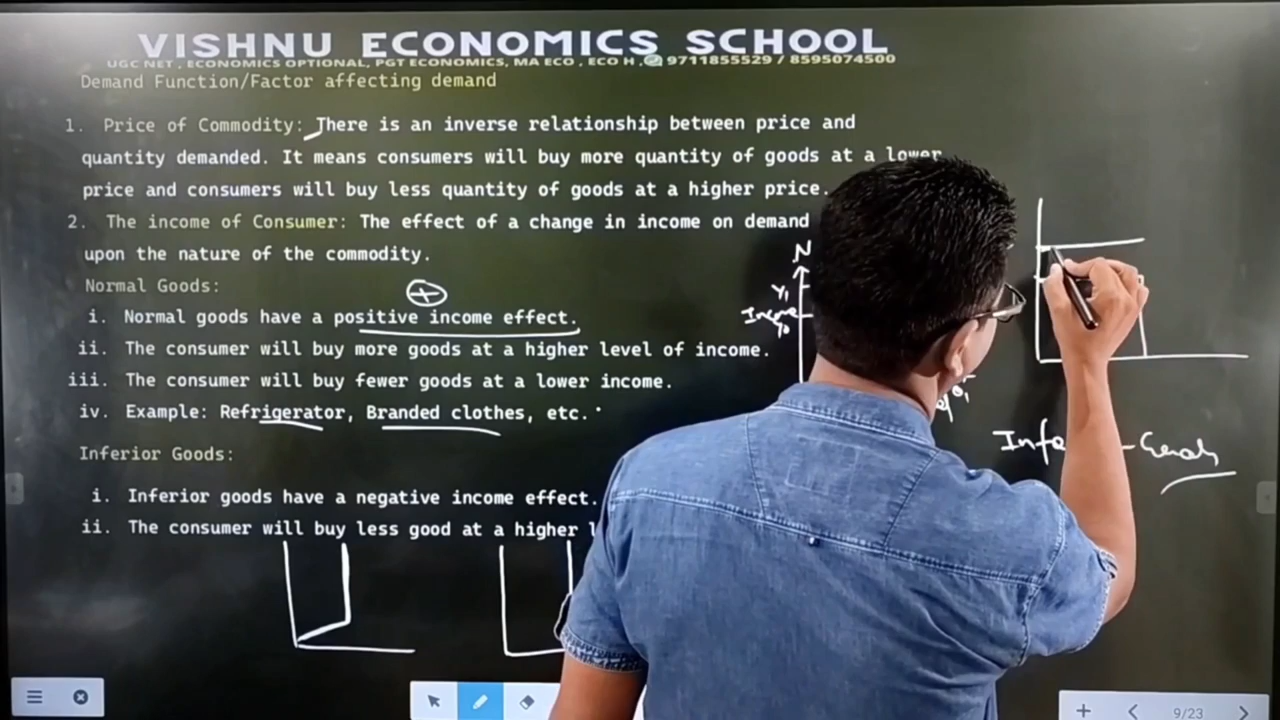 VISHNU ECONOMICS SCHOOL
UGC NET , ECONOMICS OPTIONAL, PGT ECONOMICS, MA ECO , ECO H , 9711855529 / 8595074500
Demand Function/Factor affecting demand
1. Price of Commodity: There is an inverse relationship between price and
quantity demanded. It means consumers will buy more quantity of goods at a lower
price and consumers will buy less quantity of goods at a higher price.
2. The income of Consumer: The effect of a change in income on demand
upon the nature of the commodity.
Normal Goods:
i. Normal goods have a positive income effect.
ii. The consumer will buy more goods at a higher level of income.
iii. The consumer will buy fewer goods at a lower income.
iv. Example: Refrigerator, Branded clothes, etc.
Inferior Goods:
i. Inferior goods have a negative income effect.
ii. The consumer will buy less good at a higher
N
Y₁
Income
Y₀
Goods
9/23